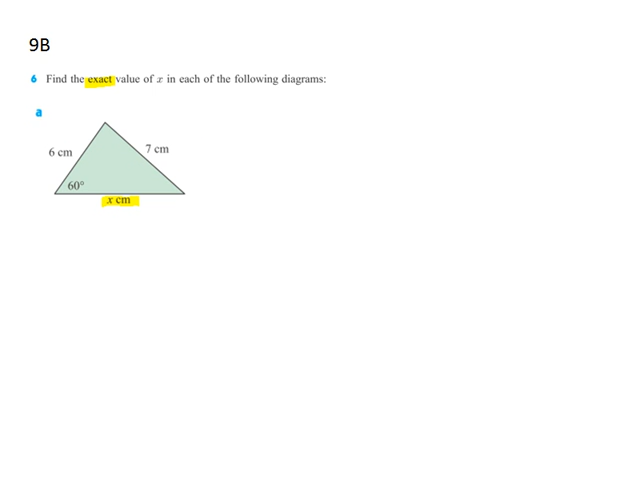 9B
6 Find the exact value of x in each of the following diagrams:
a
6 cm
7 cm
60°
x cm